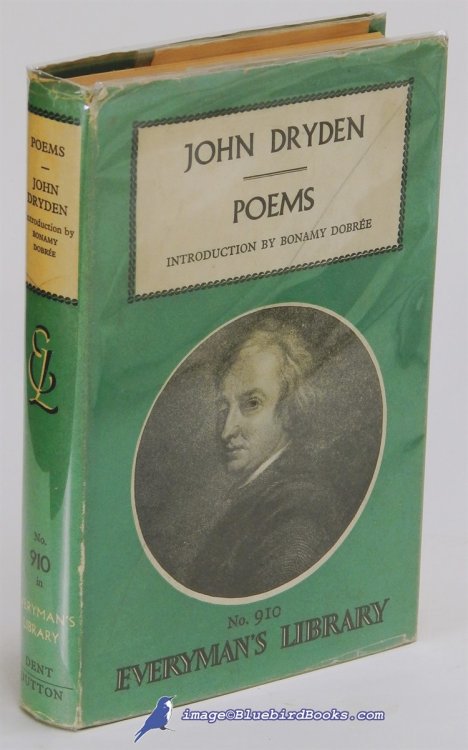 JOHN DRYDEN
POEMS
INTRODUCTION BY BONAMY DOBRÉE
No. 910
EVERYMAN'S LIBRARY
POEMS
JOHN
DRYDEN
Introduction by
BONAMY
DOBRÉE
EL
No.
910
in
EVERYMAN'S
LIBRARY
DENT
DUTTON
image©BluebirdBooks.com